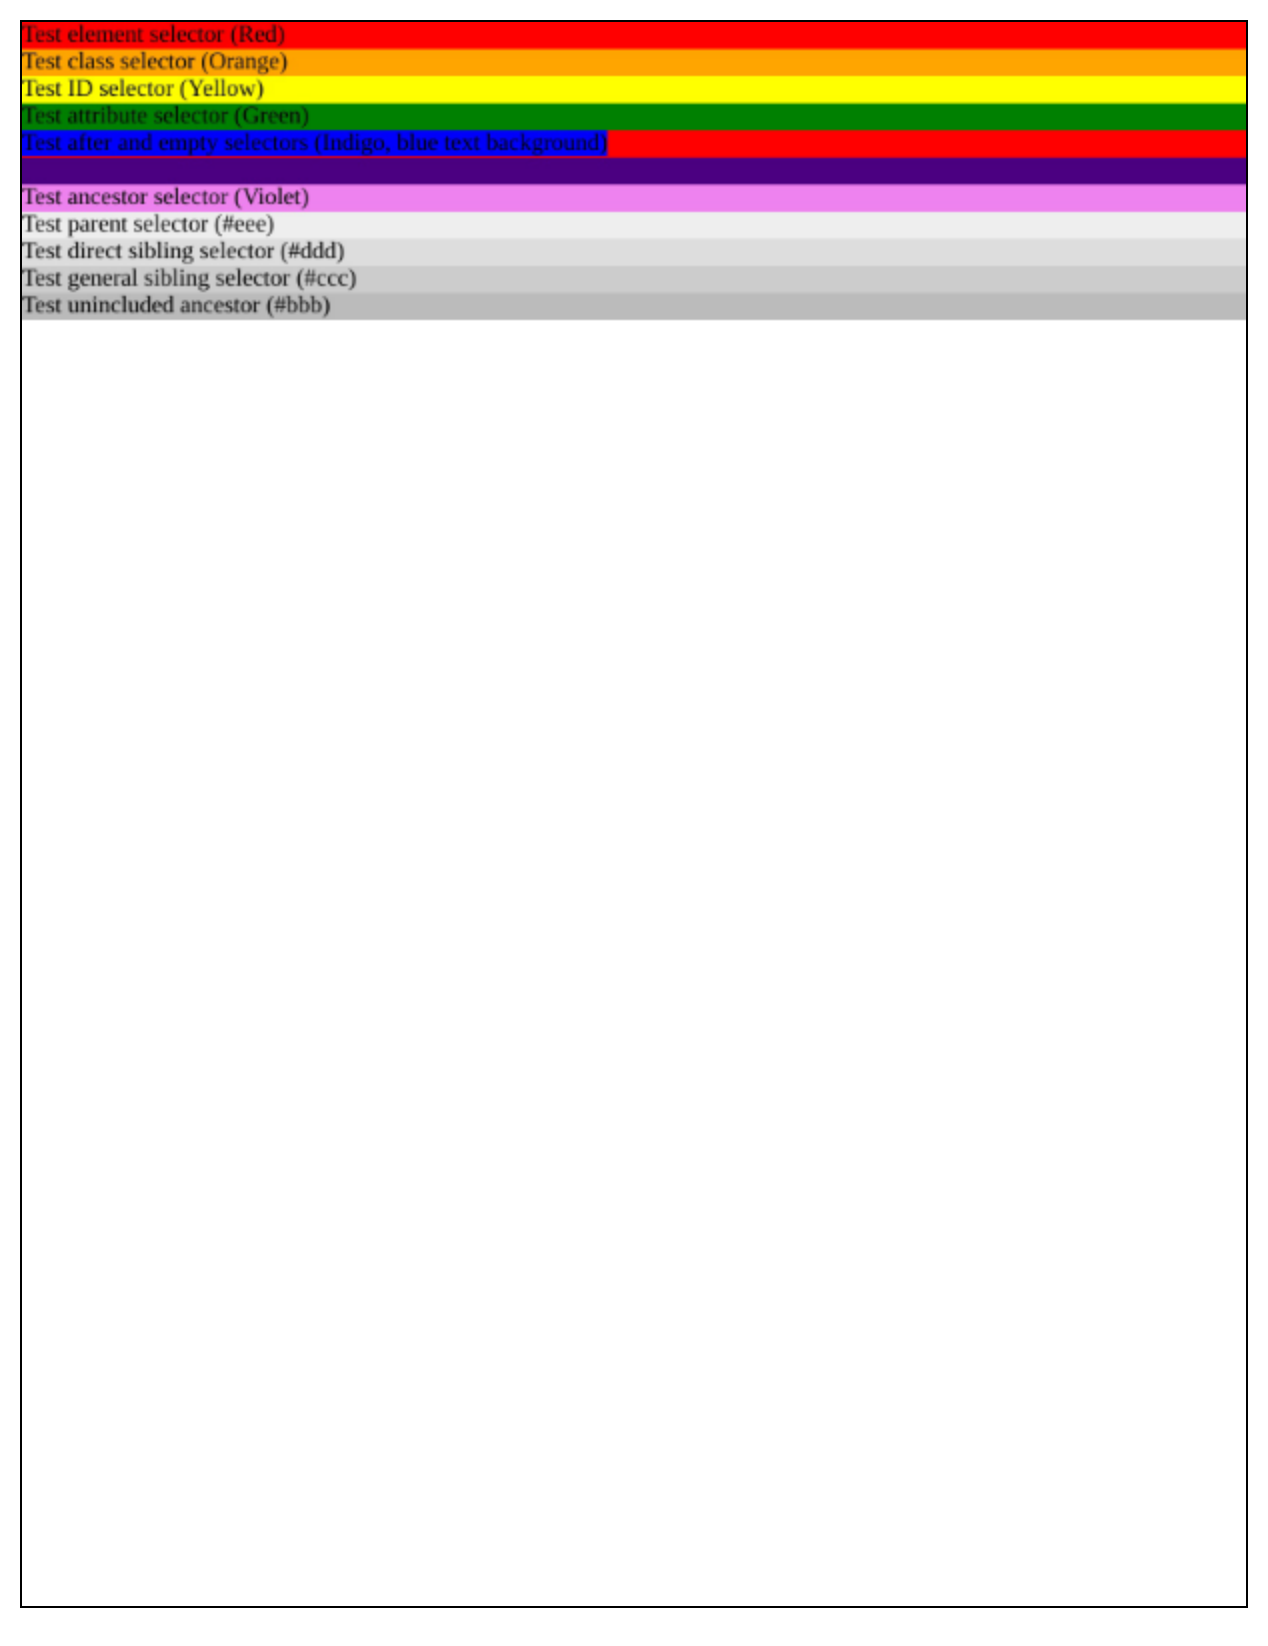 Test element selector (Red)
Test class selector (Orange)
Test ID selector (Yellow)
Test attribute selector (Green)
Test after and empty selectors (Indigo, blue text background)
Test ancestor selector (Violet)
Test parent selector (#eee)
Test direct sibling selector (#ddd)
Test general sibling selector (#ccc)
Test unincluded ancestor (#bbb)